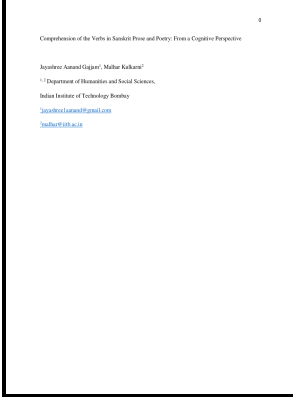 0
Comprehension of the Verbs in Sanskrit Prose and Poetry: From a Cognitive Perspective
Jayashree Aanand Gajjam¹, Malhar Kulkarni²
¹, ² Department of Humanities and Social Sciences,
Indian Institute of Technology Bombay
¹jayashree1aanand@gmail.com
²malhar@iitb.ac.in